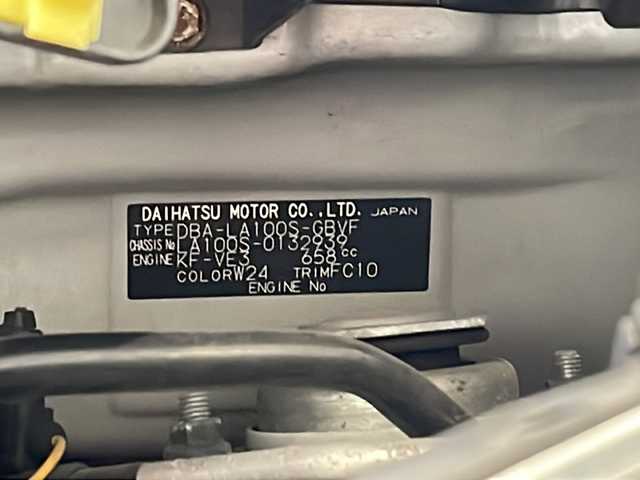 DAIHATSU MOTOR CO.,LTD. JAPAN
TYPE DBA-LA100S-GBVF
CHASSIS No LA100S-0132939
ENGINE KF-VE3 658cc
COLOR W24 TRIM FC10
ENGINE No